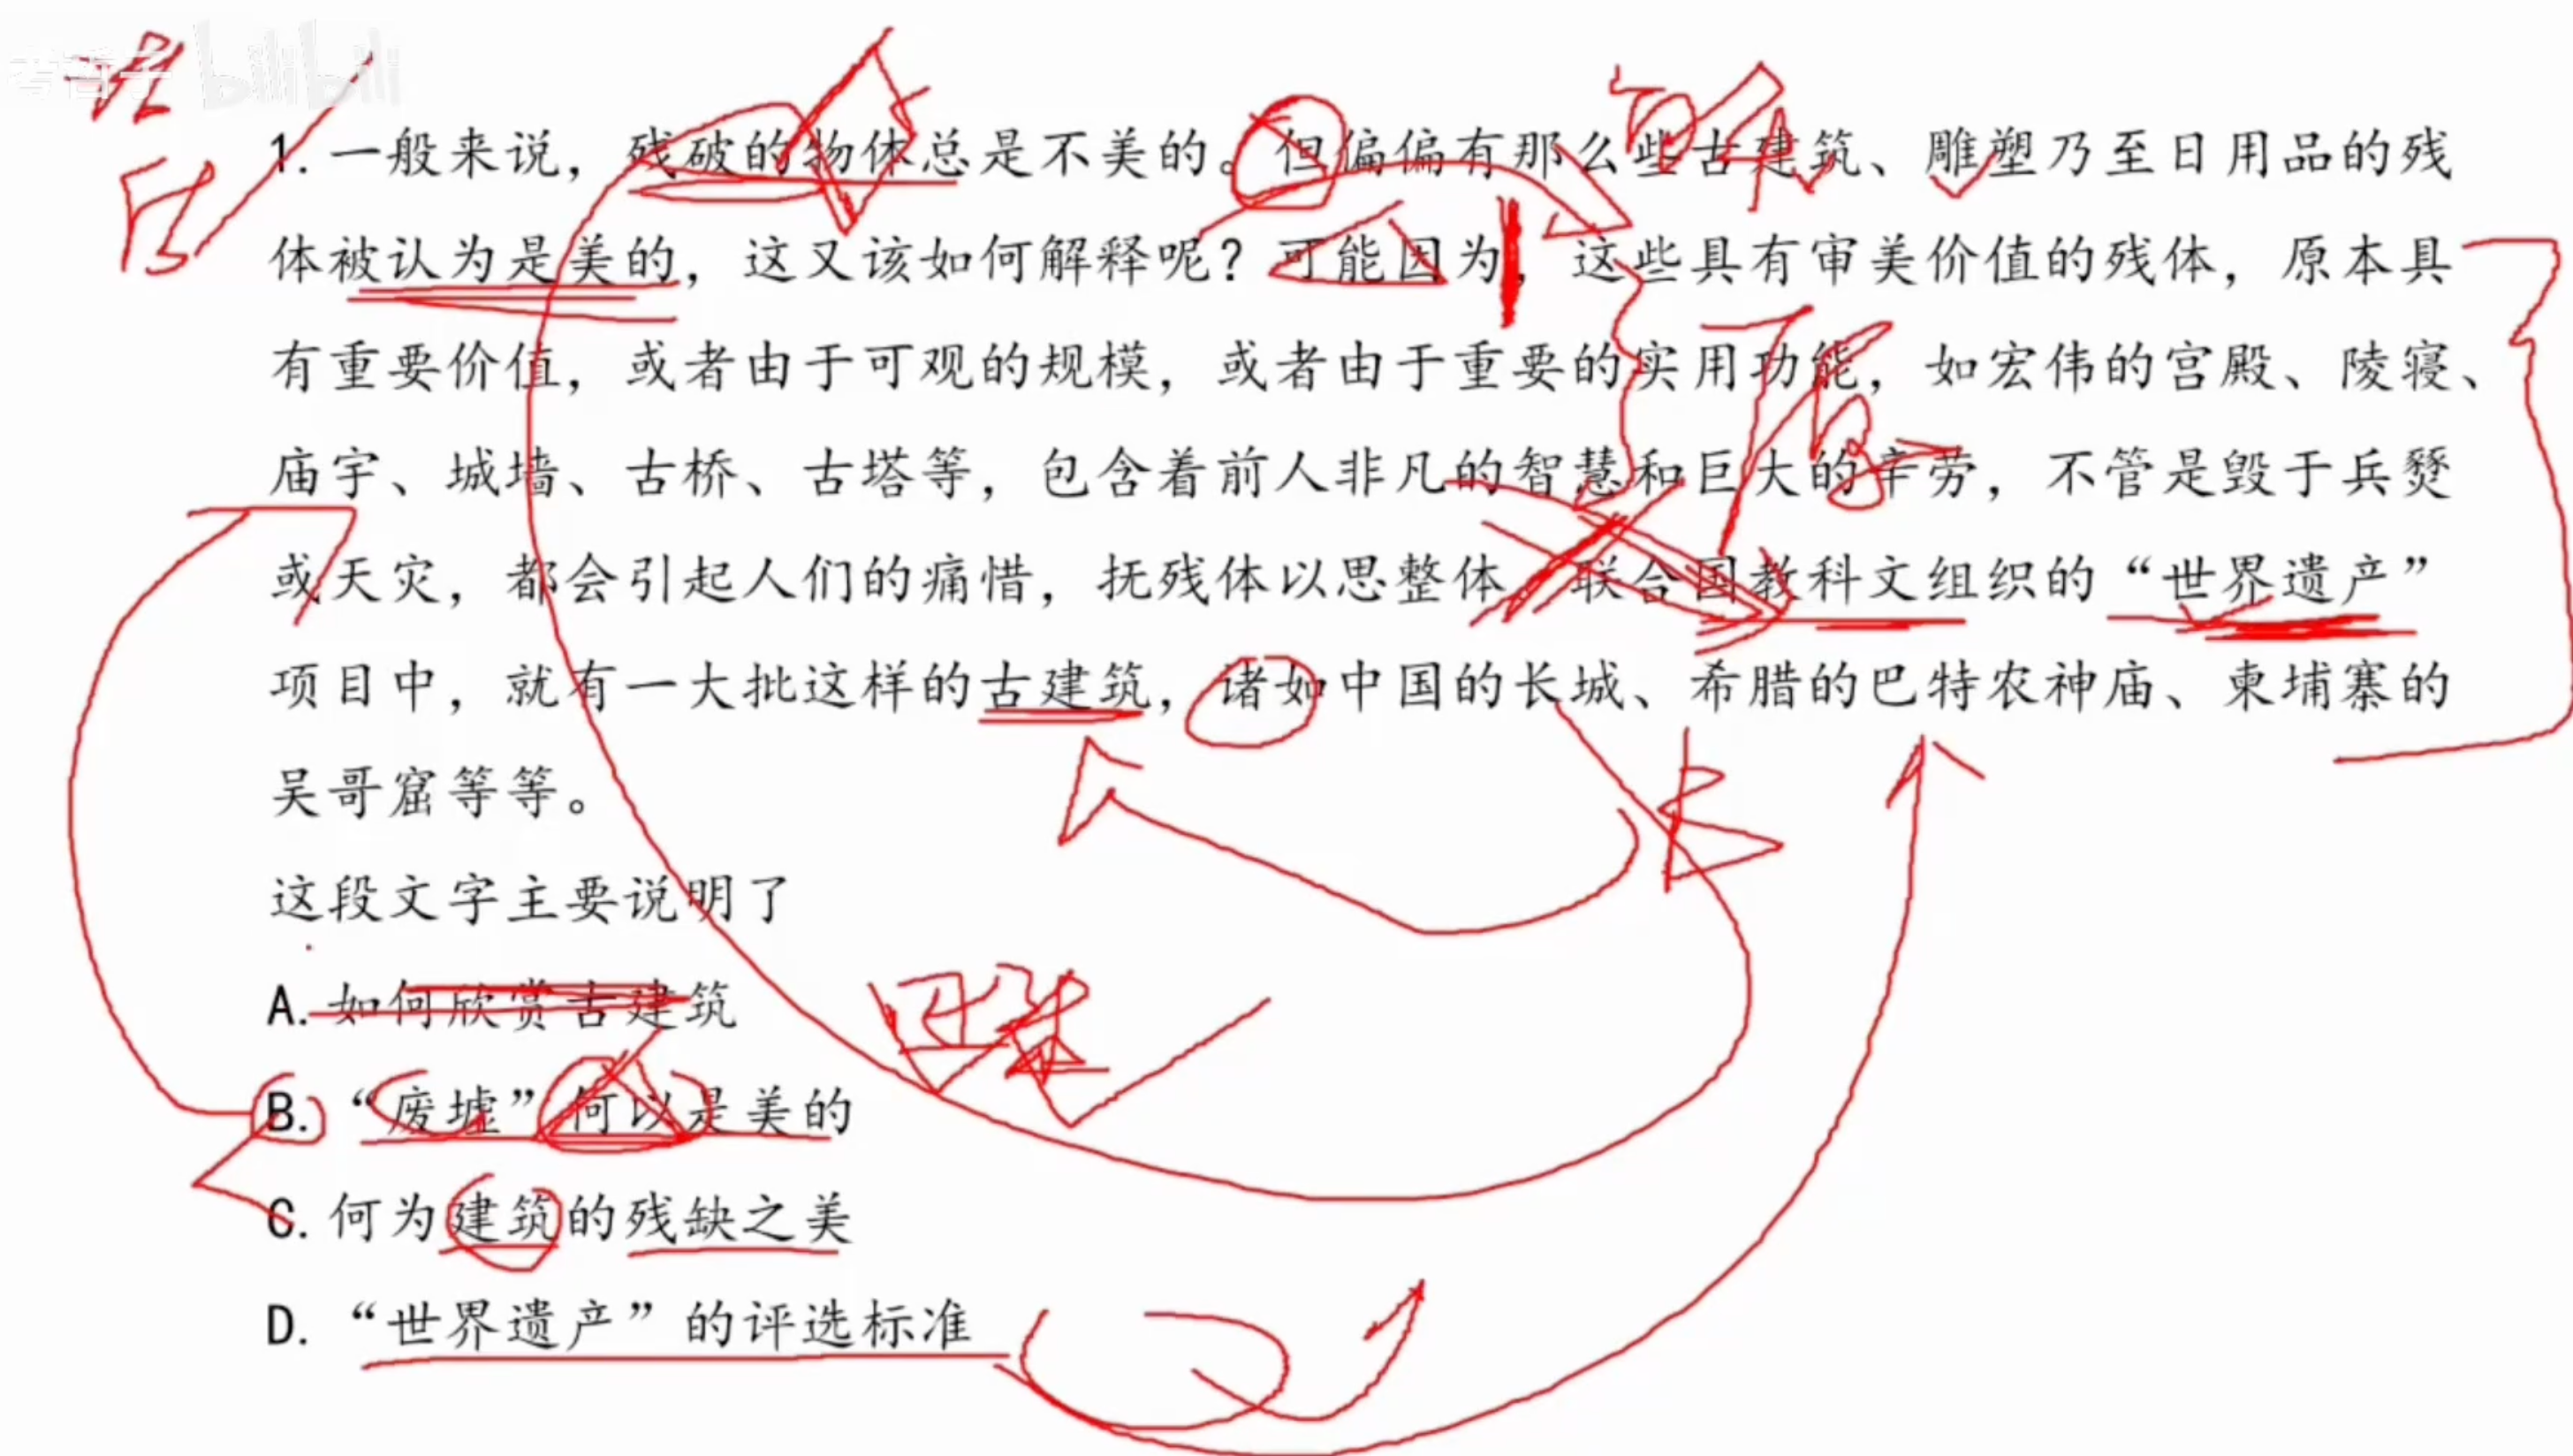 考暂子 bilibili
1. 一般来说，残破的物体总是不美的。但偏偏有那么些古建筑、雕塑乃至日用品的残
体被认为是美的，这又该如何解释呢？可能因为，这些具有审美价值的残体，原本具
有重要价值，或者由于可观的规模，或者由于重要的实用功能，如宏伟的宫殿、陵寝、
庙宇、城墙、古桥、古塔等，包含着前人非凡的智慧和巨大的辛劳，不管是毁于兵燹
或天灾，都会引起人们的痛惜，抚残体以思整体 联合国教科文组织的“世界遗产”
项目中，就有一大批这样的古建筑，诸如中国的长城、希腊的巴特农神庙、柬埔寨的
吴哥窟等等。
这段文字主要说明了
A. 如何欣赏古建筑
B. “废墟”何以是美的
C. 何为建筑的残缺之美
D. “世界遗产”的评选标准